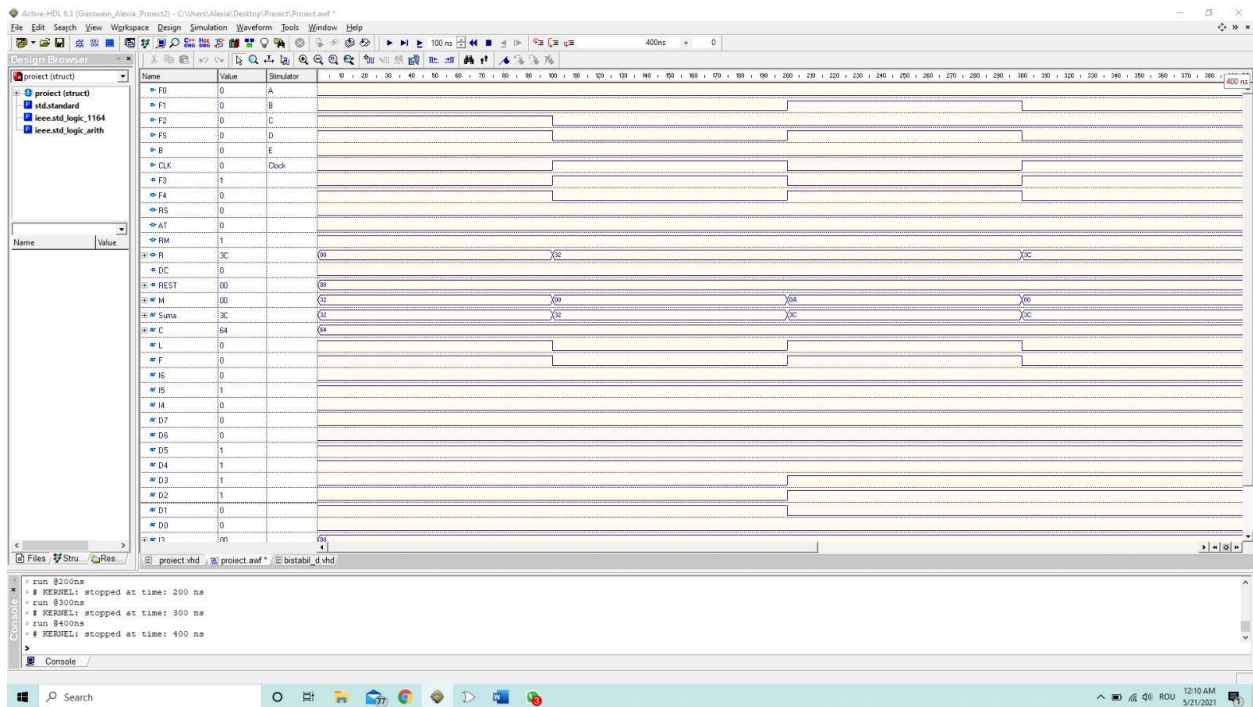 Active-HDL 6.3 (Giesswein_Alexia ,Proiect2) - C:\Users\Alexia\Desktop\Proiect\Proiect.awf *
File Edit Search View Workspace Design Simulation Waveform Tools Window Help
100 ns 400ns + 0
Design Browser
proiect (struct)
Name Value Stimulator
400 ns
proiect (struct)
std.standard
ieee.std_logic_1164
ieee.std_logic_arith
F0 0 A
F1 0 B
F2 0 C
FS 0 D
B 0 E
CLK 0 Clock
F3 1
F4 0
RS 0
AT 0
RM 1
R 3C 00 32 3C
DC 0
REST 00 00
M 00 32 00 0A 00
Suma 3C 32 32 3C 3C
C 64 64
L 0
F 0
I6 0
I5 1
I4 0
D7 0
D6 0
D5 1
D4 1
D3 1
D2 1
D1 0
D0 0
I3 00 00
Name Value
Files Stru... Res...
proiect.vhd proiect.awf * bistabil_d.vhd
run @200ns
# KERNEL: stopped at time: 200 ns
run @300ns
# KERNEL: stopped at time: 300 ns
run @400ns
# KERNEL: stopped at time: 400 ns
>
Console
Console
Search
77
3
ROU
12:10 AM
5/21/2021